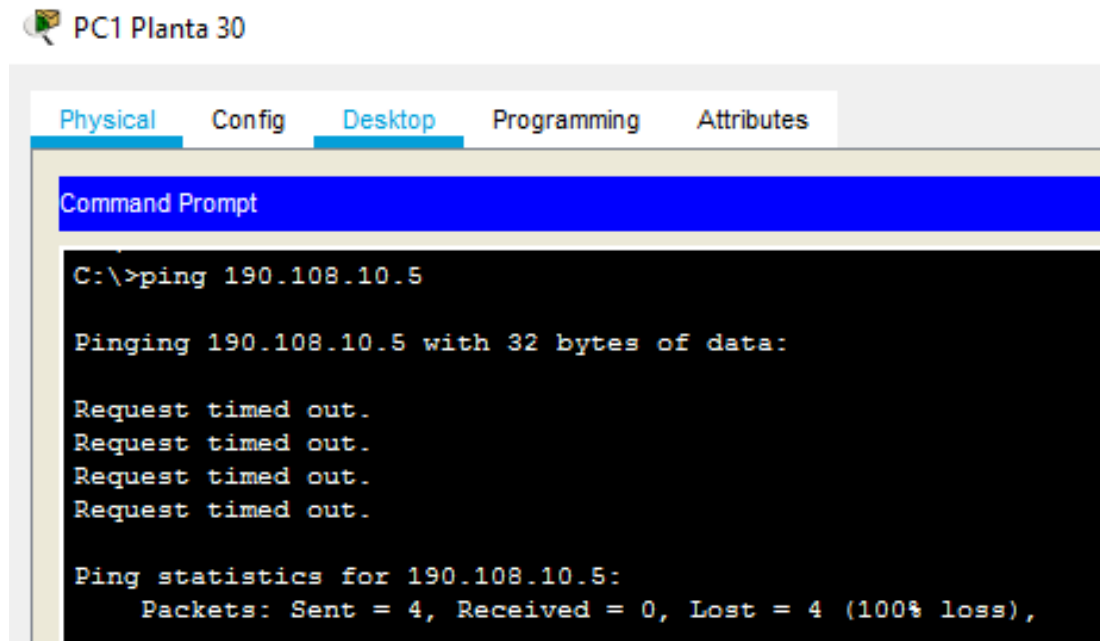 PC1 Planta 30
Physical Config Desktop Programming Attributes
Command Prompt
C:\>ping 190.108.10.5
Pinging 190.108.10.5 with 32 bytes of data:
Request timed out.
Request timed out.
Request timed out.
Request timed out.
Ping statistics for 190.108.10.5:
Packets: Sent = 4, Received = 0, Lost = 4 (100% loss),